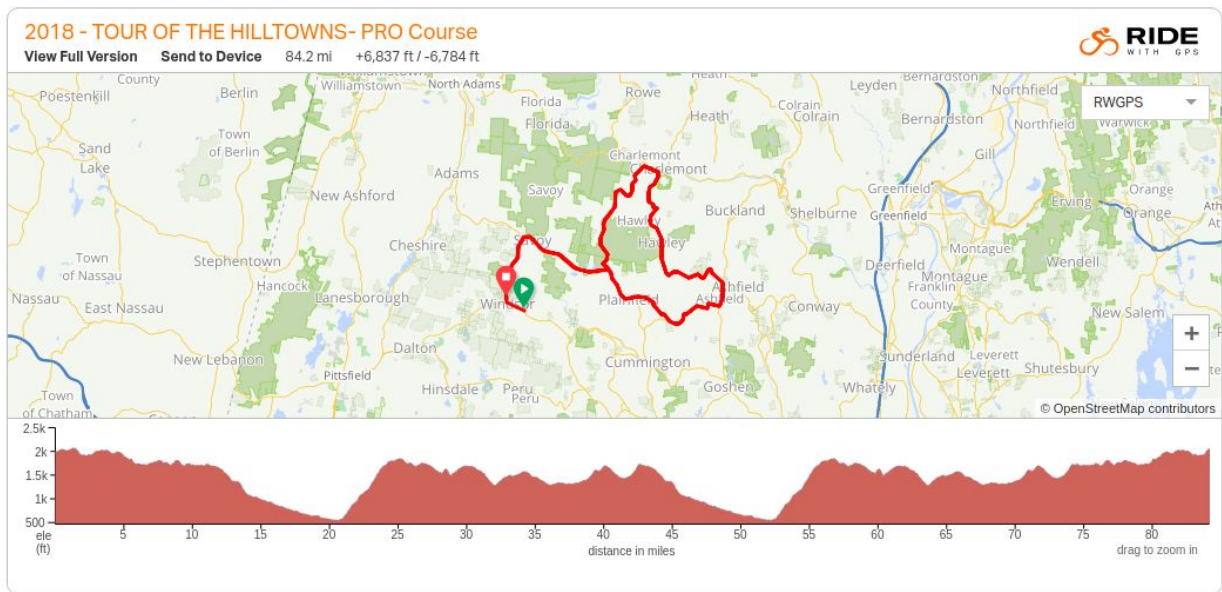 2018 - TOUR OF THE HILLTOWNS- PRO Course
View Full Version Send to Device 84.2 mi +6,837 ft / -6,784 ft
RIDE
WITH GPS
County
Williamstown
North Adams
Heath
Bernardston
Poestenkill
Berlin
Rowe
Leyden
Northfield
RWGPS
Florida
Florida
Colrain
Colrain
Heath
Bernardston
Northfield
Warwick
Town
of Berlin
Sand
Lake
Charlemont
Charlemont
Gill
Adams
New Ashford
Savoy
Greenfield
Greenfield
Erving
Orange
Orange
Buckland
Shelburne
Hawley
Hawley
Cheshire
Savoy
Montague
Montague
Wendell
Town
of Nassau
Stephentown
Deerfield
Hancock
Lanesborough
Windsor
Plainfield
Ashfield
Ashfield
Conway
Franklin
County
Nassau
East Nassau
New Salem
Dalton
New Lebanon
Pittsfield
Cummington
Sunderland
Leverett
Leverett
Shutesbury
Hinsdale
Peru
Peru
Goshen
Whately
Town
of Chatham
+
−
© OpenStreetMap contributors
2.5k
2k
1.5k
1k
500
ele
(ft)
5 10 15 20 25 30 35 40 45 50 55 60 65 70 75 80
distance in miles
drag to zoom in